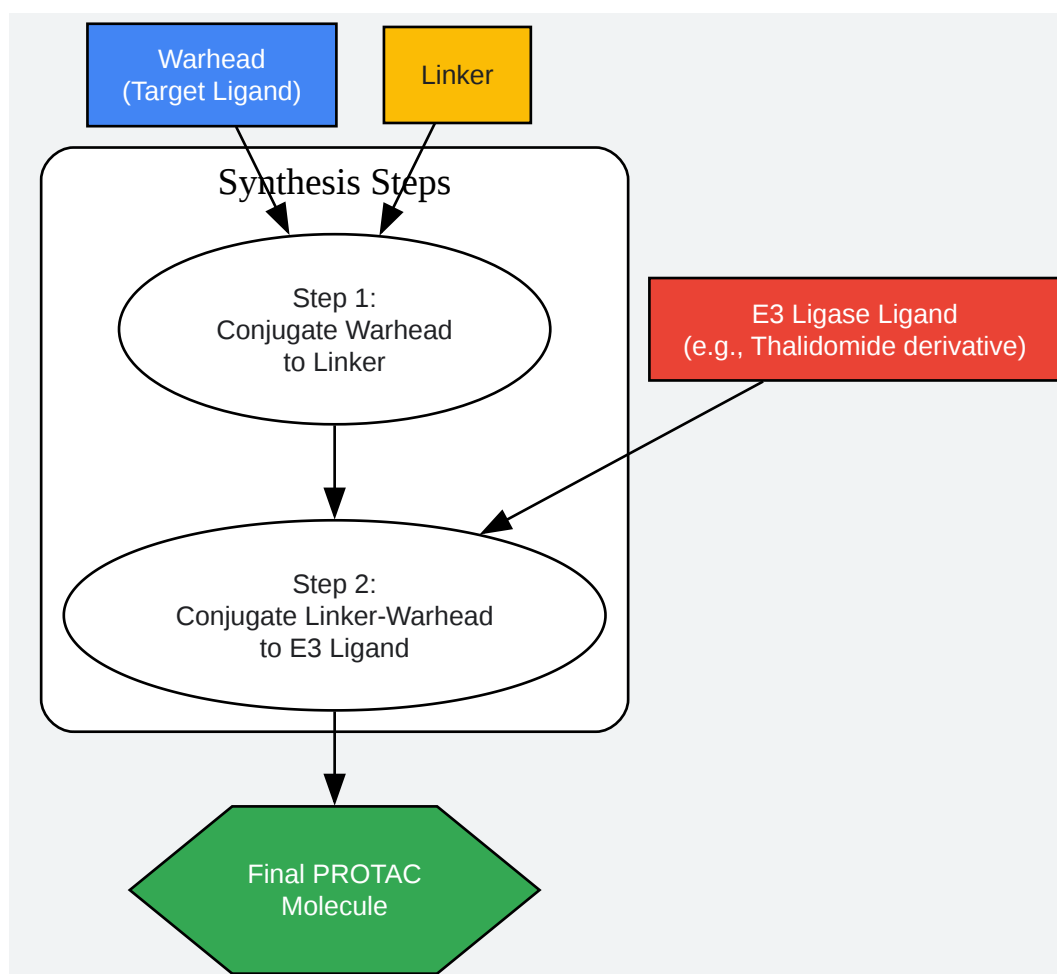 Warhead
(Target Ligand)
Linker
Synthesis Steps
Step 1:
Conjugate Warhead
to Linker
E3 Ligase Ligand
(e.g., Thalidomide derivative)
Step 2:
Conjugate Linker-Warhead
to E3 Ligand
Final PROTAC
Molecule